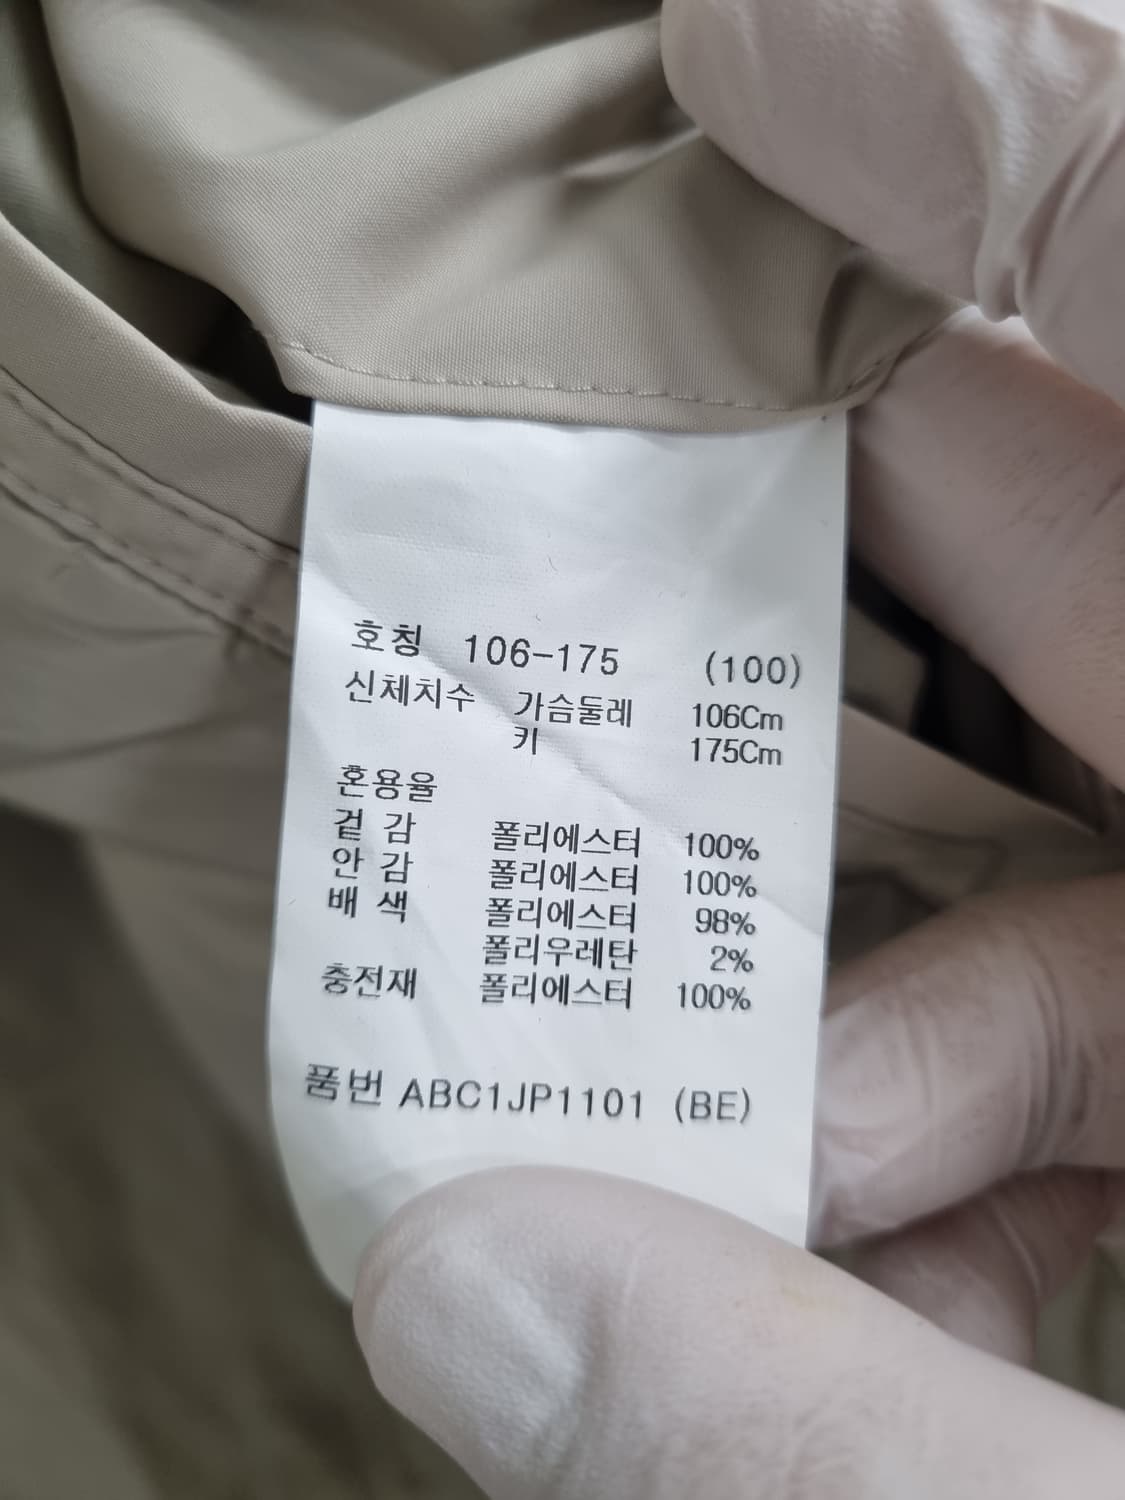 호칭 106-175 (100)
신체치수 가슴둘레 106Cm
키 175Cm
혼용율
겉 감 폴리에스터 100%
안 감 폴리에스터 100%
배 색 폴리에스터 98%
폴리우레탄 2%
충전재 폴리에스터 100%
품번 ABC1JP1101 (BE)